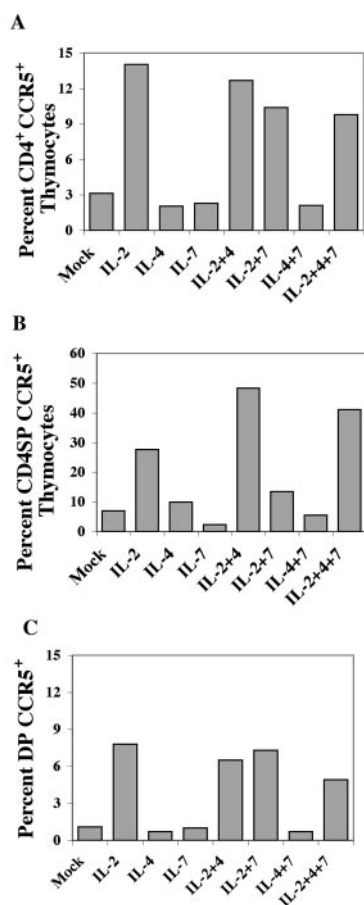 A
Percent CD4+ CCR5+
Thymocytes
15
12
9
6
3
0
Mock
IL-2
IL-4
IL-7
IL-2+4
IL-2+7
IL-4+7
IL-2+4+7
B
Percent CD4SP CCR5+
Thymocytes
60
50
40
30
20
10
0
Mock
IL-2
IL-4
IL-7
IL-2+4
IL-2+7
IL-4+7
IL-2+4+7
C
Percent DP CCR5+
15
12
9
6
3
0
Mock
IL-2
IL-4
IL-7
IL-2+4
IL-2+7
IL-4+7
IL-2+4+7